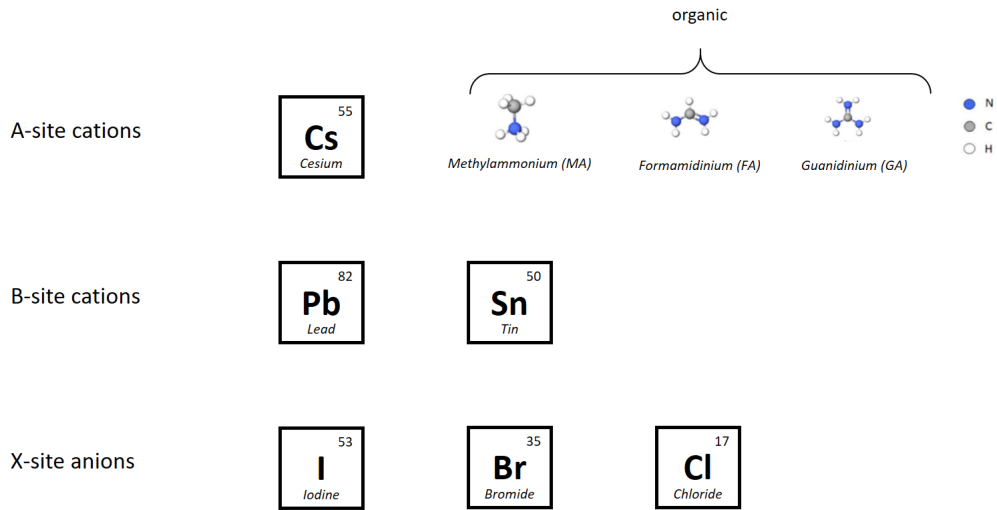 organic
A-site cations
55
Cs
Cesium
Methylammonium (MA)
Formamidinium (FA)
Guanidinium (GA)
N
C
H
B-site cations
82
Pb
Lead
50
Sn
Tin
X-site anions
53
I
Iodine
35
Br
Bromide
17
Cl
Chloride